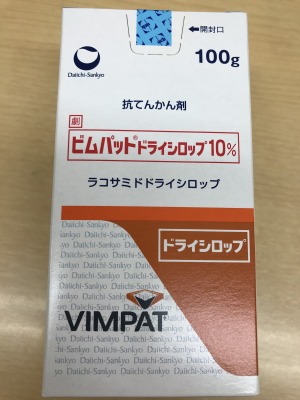 開封口
Daiichi-Sankyo
100g
抗てんかん剤
劇
ビムパット®ドライシロップ10%
ラコサミドドライシロップ
ドライシロップ
VIMPAT®